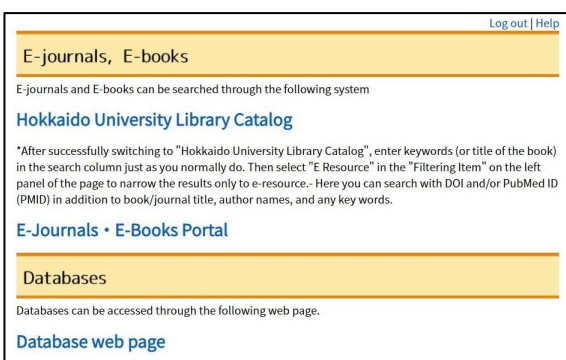 Log out | Help
E-journals, E-books
E-journals and E-books can be searched through the following system
Hokkaido University Library Catalog
*After successfully switching to "Hokkaido University Library Catalog", enter keywords (or title of the book)
in the search column just as you normally do. Then select "E Resource" in the "Filtering Item" on the left
panel of the page to narrow the results only to e-resource.- Here you can search with DOI and/or PubMed ID
(PMID) in addition to book/journal title, author names, and any key words.
E-Journals・E-Books Portal
Databases
Databases can be accessed through the following web page.
Database web page